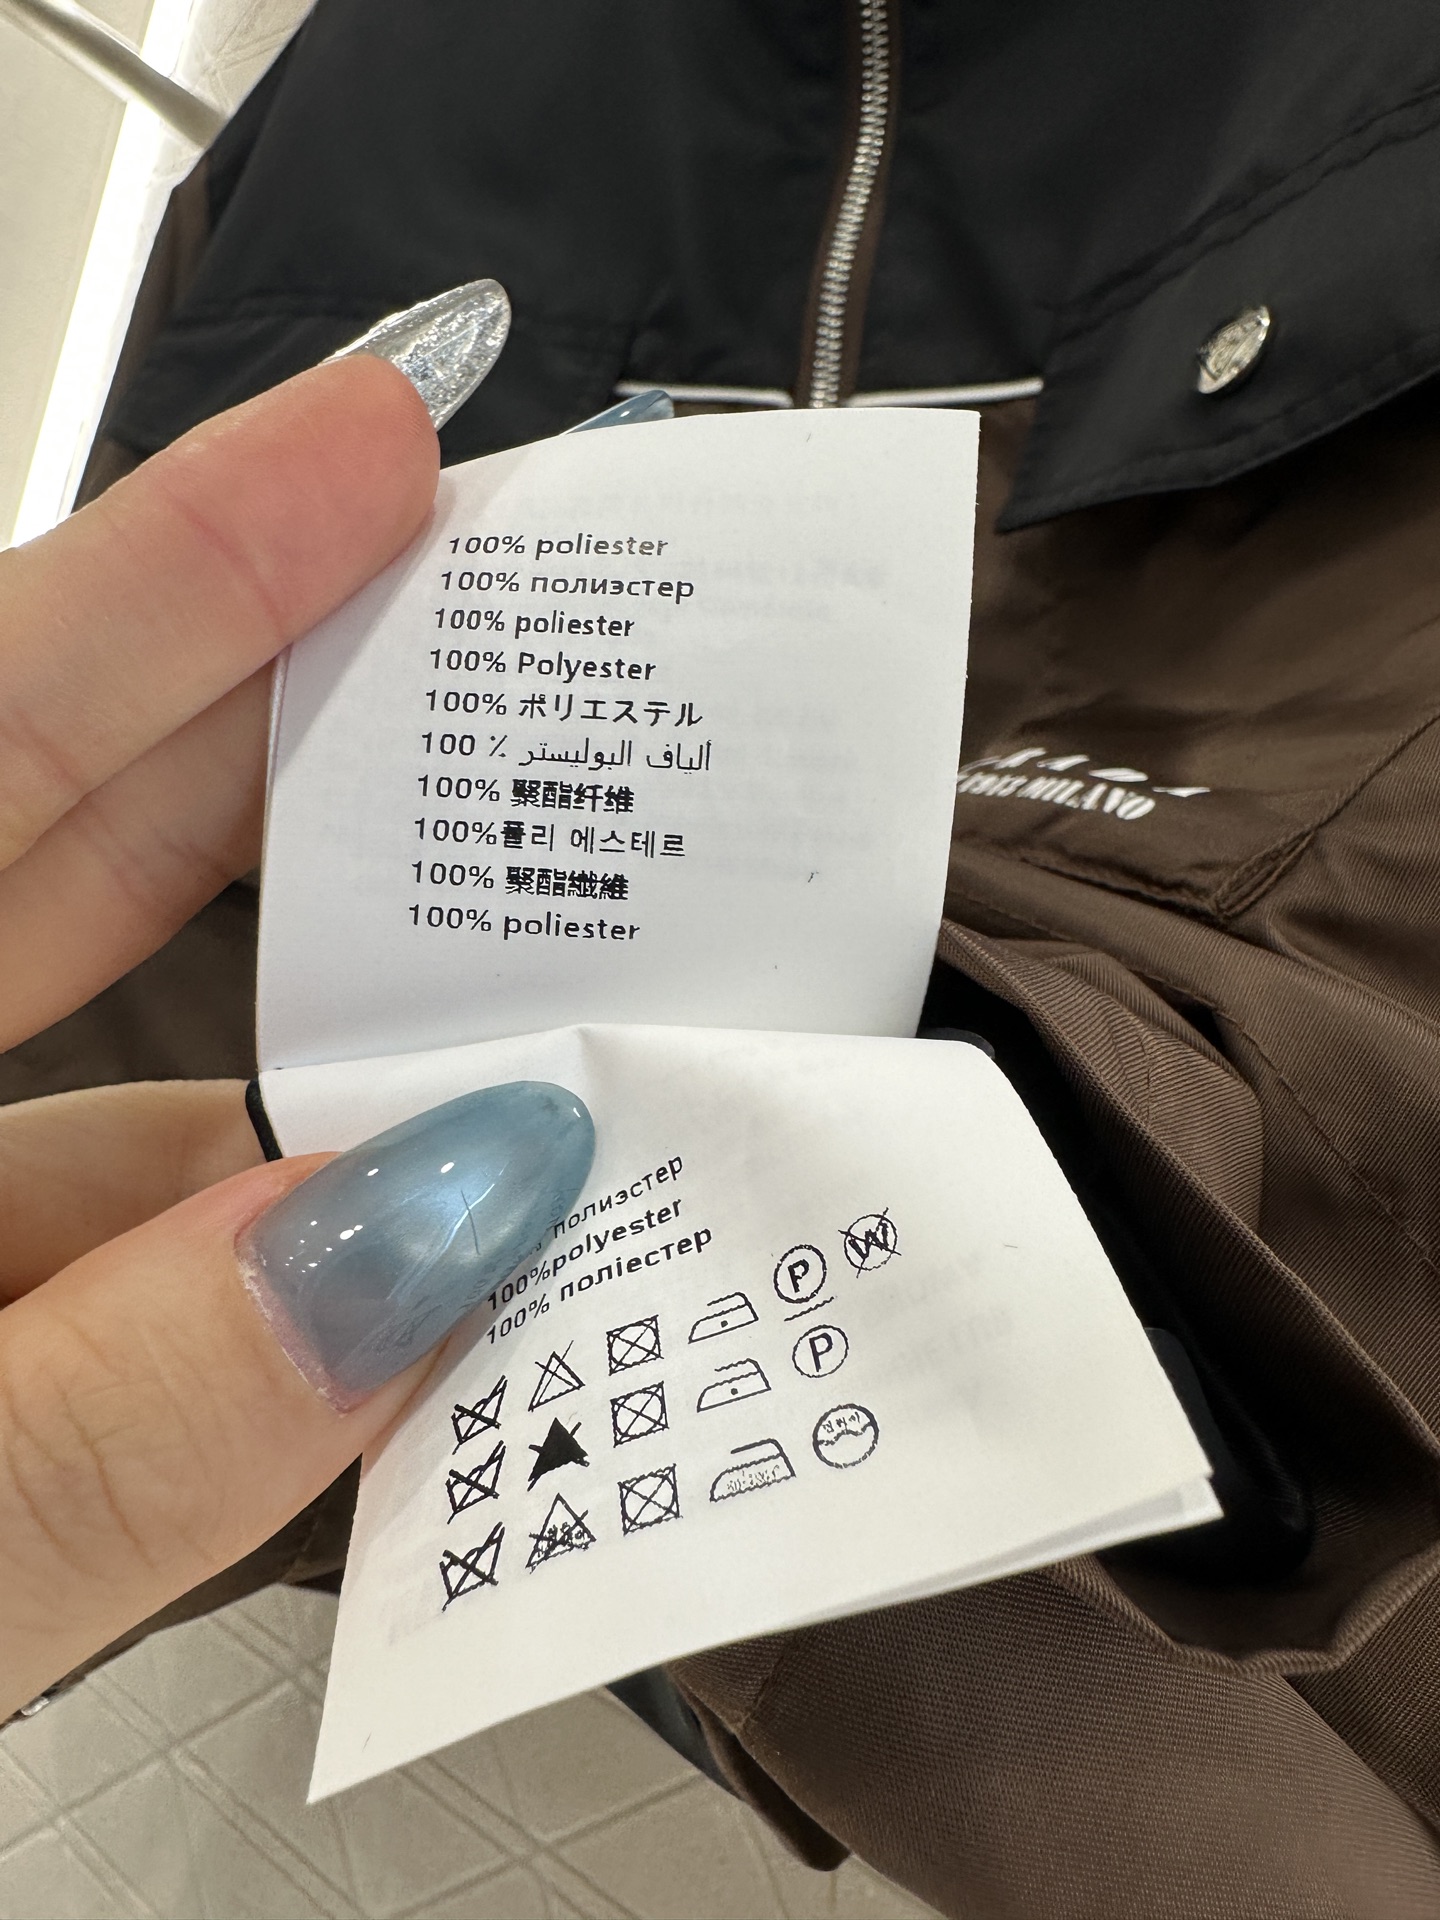 100% poliester
100% полиэстер
100% poliester
100% Polyester
100% ポリエステル
100 ٪ ألياف البوليستر
100% 聚酯纤维
100%폴리 에스테르
100% 聚酯纖維
100% poliester
полиэстер
100%polyester
100% поліестер
P W
P